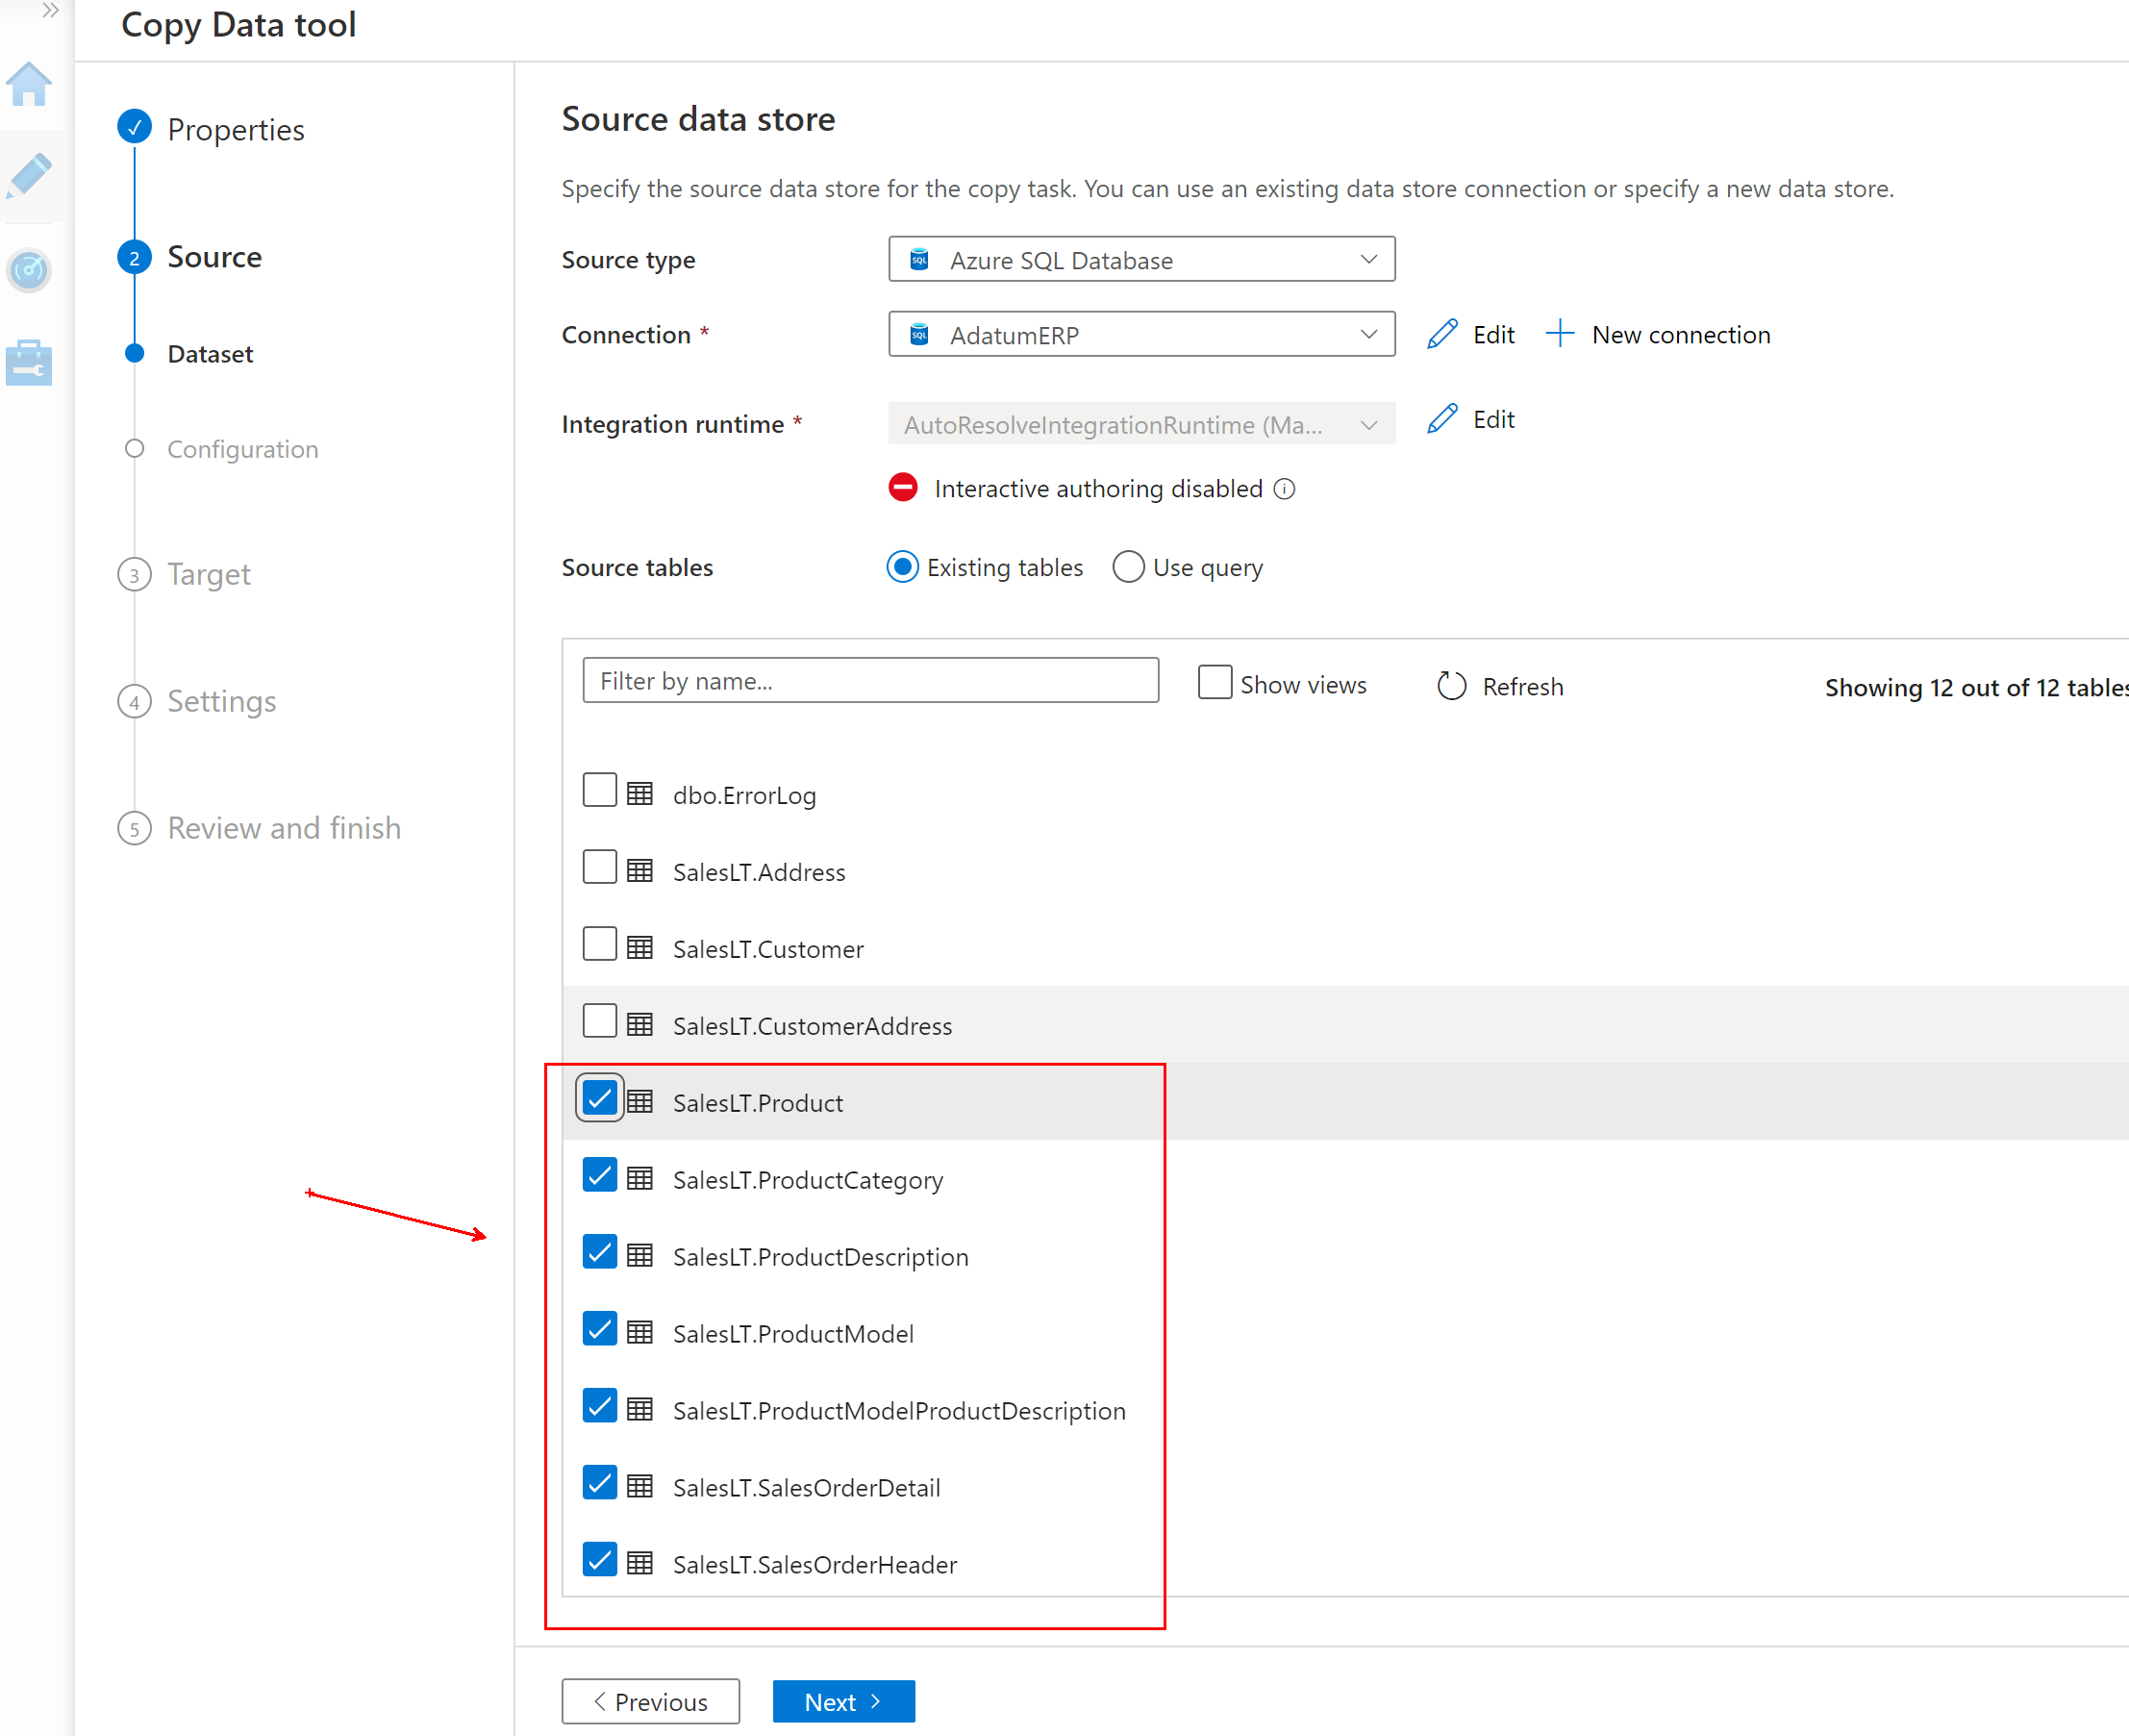 Copy Data tool
Properties
2 Source
Dataset
Configuration
3 Target
4 Settings
5 Review and finish
Source data store
Specify the source data store for the copy task. You can use an existing data store connection or specify a new data store.
Source type
SQL Azure SQL Database
Connection *
SQL AdatumERP
Edit
New connection
Integration runtime *
AutoResolveIntegrationRuntime (Ma...
Edit
Interactive authoring disabled
Source tables
Existing tables
Use query
Filter by name...
Show views
Refresh
Showing 12 out of 12 tables
dbo.ErrorLog
SalesLT.Address
SalesLT.Customer
SalesLT.CustomerAddress
SalesLT.Product
SalesLT.ProductCategory
SalesLT.ProductDescription
SalesLT.ProductModel
SalesLT.ProductModelProductDescription
SalesLT.SalesOrderDetail
SalesLT.SalesOrderHeader
< Previous
Next >